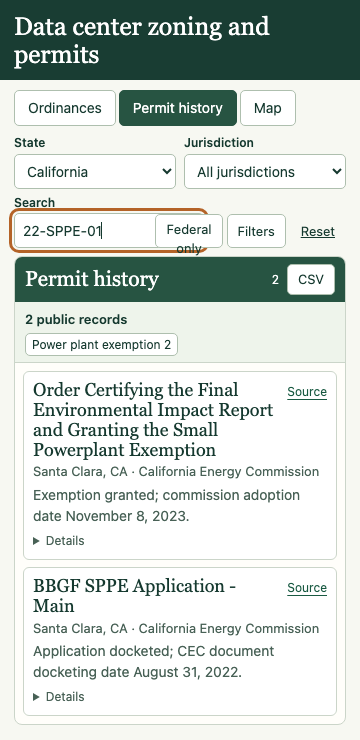 Data center zoning and
permits
Ordinances
Permit history
Map
State
Jurisdiction
California
All jurisdictions
Search
22-SPPE-01
Federal
only
Filters
Reset
Permit history
2
CSV
2 public records
Power plant exemption 2
Order Certifying the Final
Environmental Impact Report
and Granting the Small
Powerplant Exemption
Source
Santa Clara, CA · California Energy Commission
Exemption granted; commission adoption
date November 8, 2023.
Details
BBGF SPPE Application -
Main
Source
Santa Clara, CA · California Energy Commission
Application docketed; CEC document
docketing date August 31, 2022.
Details